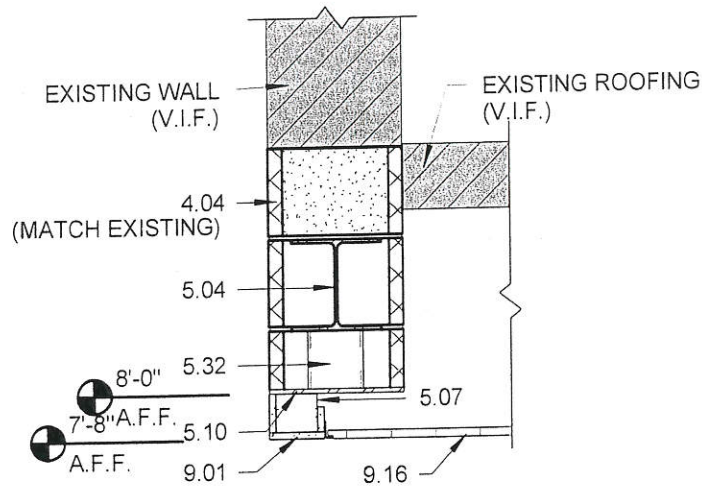 EXISTING WALL
(V.I.F.)
EXISTING ROOFING
(V.I.F.)
4.04
(MATCH EXISTING)
5.04
5.32
8'-0"
A.F.F.
5.07
7'-8"
A.F.F.
5.10
9.01
9.16